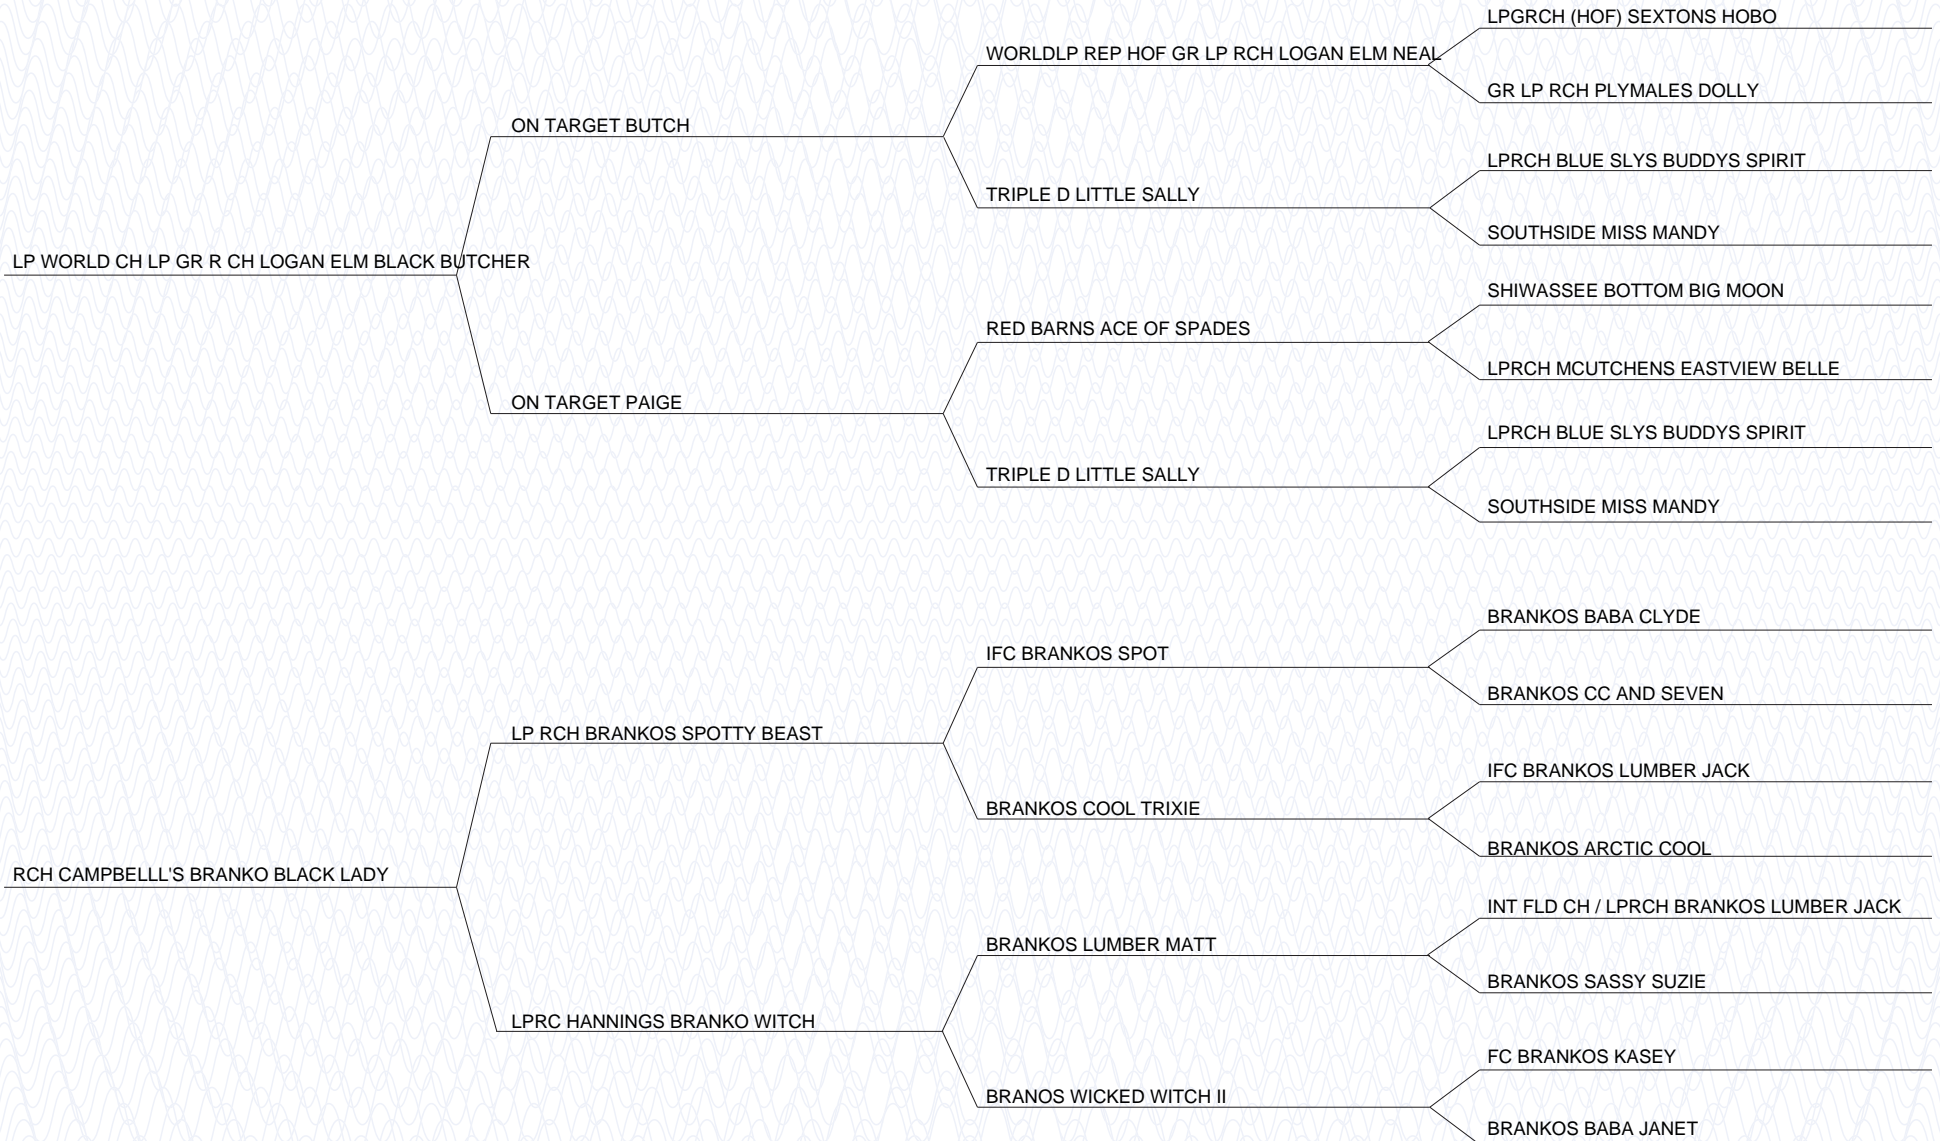 LPGRCH (HOF) SEXTONS HOBO
WORLDLP REP HOF GR LP RCH LOGAN ELM NEAL
GR LP RCH PLYMALES DOLLY
ON TARGET BUTCH
LPRCH BLUE SLYS BUDDYS SPIRIT
TRIPLE D LITTLE SALLY
SOUTHSIDE MISS MANDY
LP WORLD CH LP GR R CH LOGAN ELM BLACK BUTCHER
SHIWASSEE BOTTOM BIG MOON
RED BARNS ACE OF SPADES
LPRCH MCUTCHENS EASTVIEW BELLE
ON TARGET PAIGE
LPRCH BLUE SLYS BUDDYS SPIRIT
TRIPLE D LITTLE SALLY
SOUTHSIDE MISS MANDY
BRANKOS BABA CLYDE
IFC BRANKOS SPOT
BRANKOS CC AND SEVEN
LP RCH BRANKOS SPOTTY BEAST
IFC BRANKOS LUMBER JACK
BRANKOS COOL TRIXIE
BRANKOS ARCTIC COOL
RCH CAMPBELLL'S BRANKO BLACK LADY
INT FLD CH / LPRCH BRANKOS LUMBER JACK
BRANKOS LUMBER MATT
BRANKOS SASSY SUZIE
LPRC HANNINGS BRANKO WITCH
FC BRANKOS KASEY
BRANOS WICKED WITCH II
BRANKOS BABA JANET